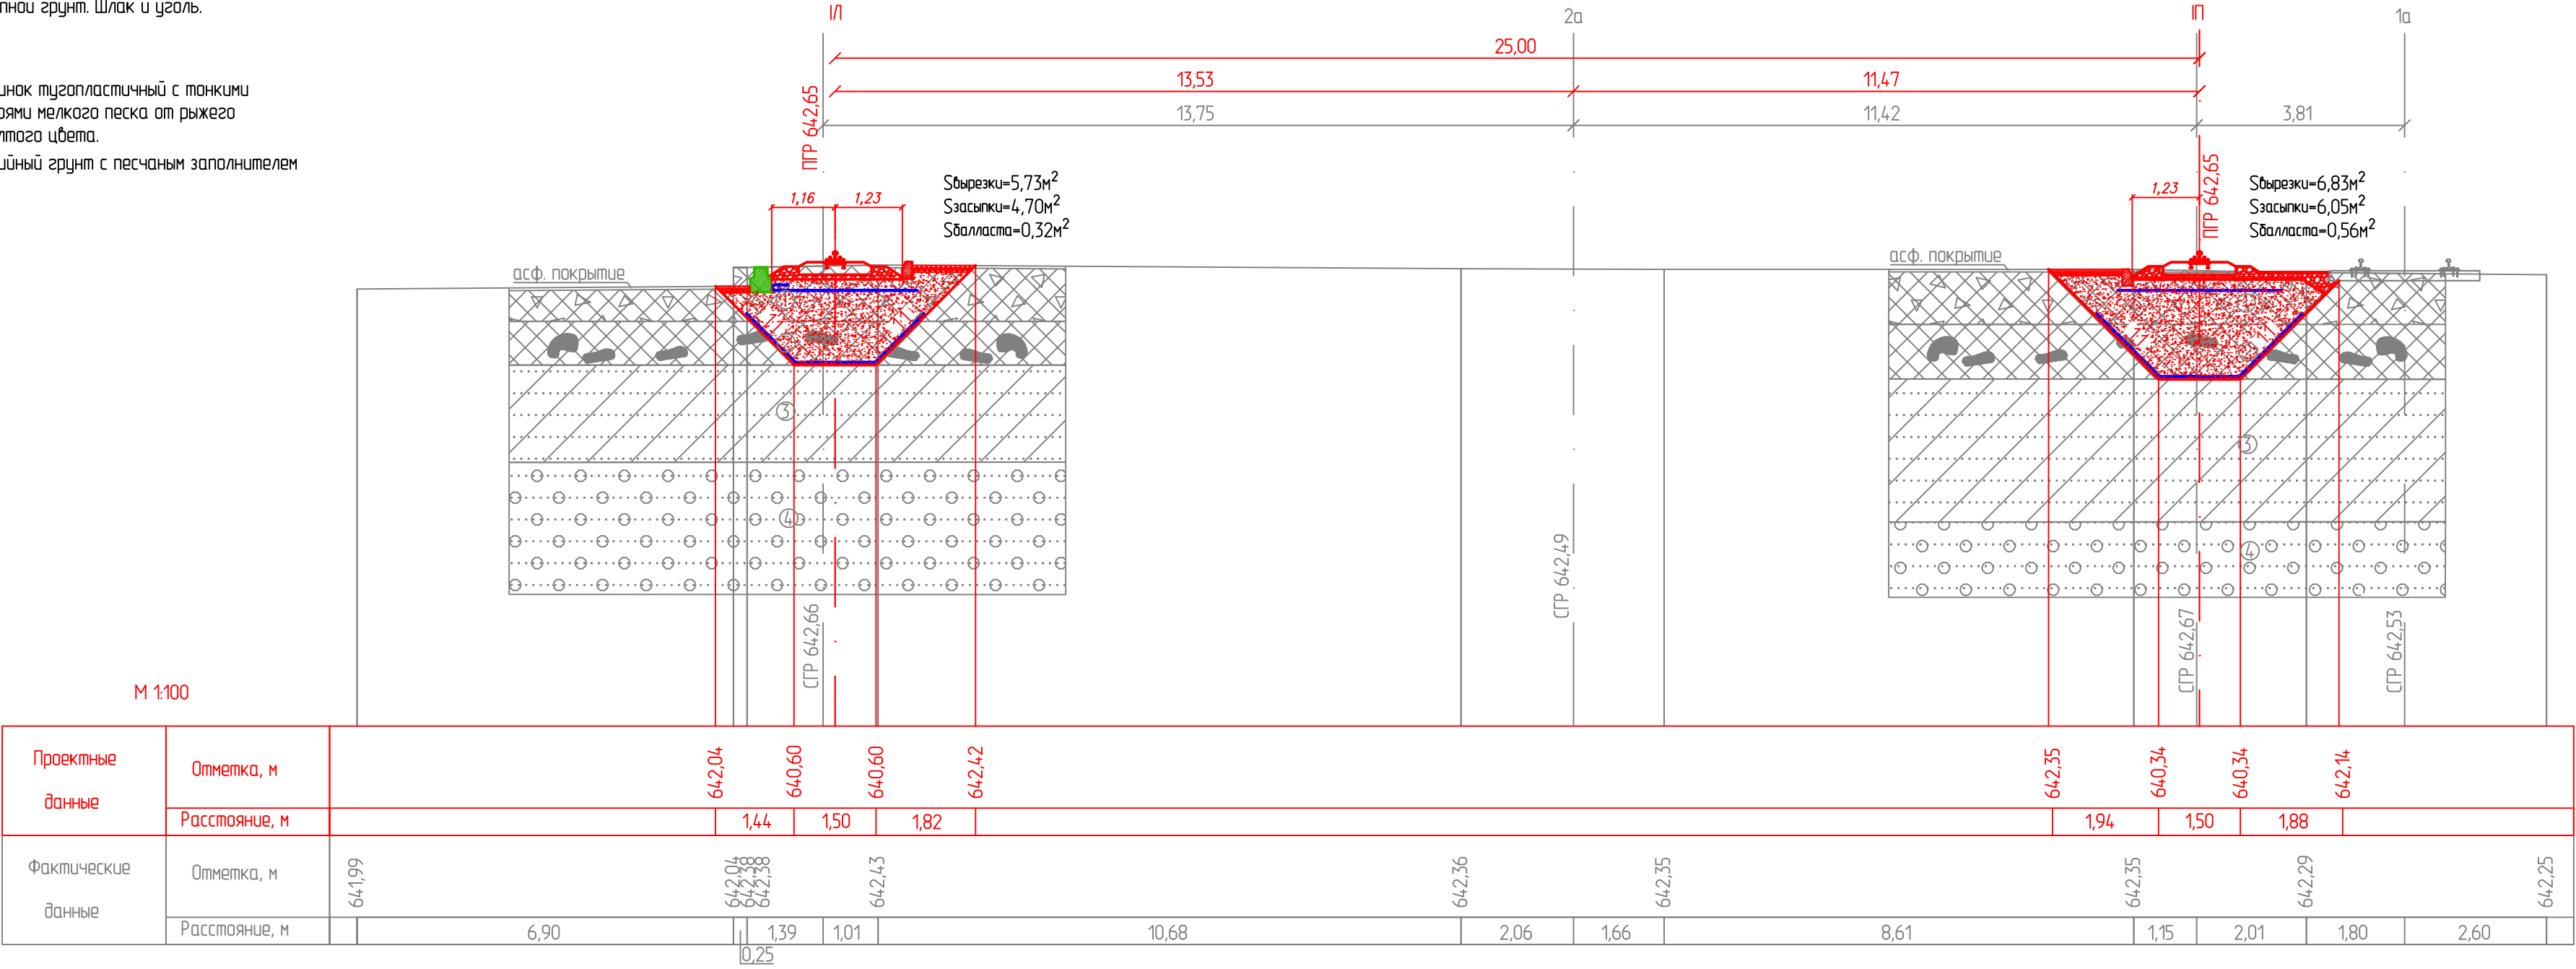 пной грунт. Шлак и уголь.
инок тугопластичный с тонкими
оями мелкого песка от рыжего
лтого цвета.
ийный грунт с песчаным заполнителем
IЛ
2а
IП
1а
25,00
13,53
11,47
13,75
11,42
3,81
ПГР 642,65
ПГР 642,65
1,16
1,23
Sвырезки=5,73м²
Sзасыпки=4,70м²
Sбалласта=0,32м²
1,23
Sвырезки=6,83м²
Sзасыпки=6,05м²
Sбалласта=0,56м²
асф. покрытие
асф. покрытие
3
4
3
4
СГР 642,66
СГР 642,49
СГР 642,67
СГР 642,53
М 1:100
Проектные
данные
Отметка, м
642,04
640,60
640,60
642,42
642,35
640,34
640,34
642,14
Расстояние, м
1,44
1,50
1,82
1,94
1,50
1,88
Фактические
данные
Отметка, м
641,99
642,04
642,38
642,38
642,43
642,36
642,35
642,35
642,29
642,25
Расстояние, м
6,90
0,25
1,39
1,01
10,68
2,06
1,66
8,61
1,15
2,01
1,80
2,60